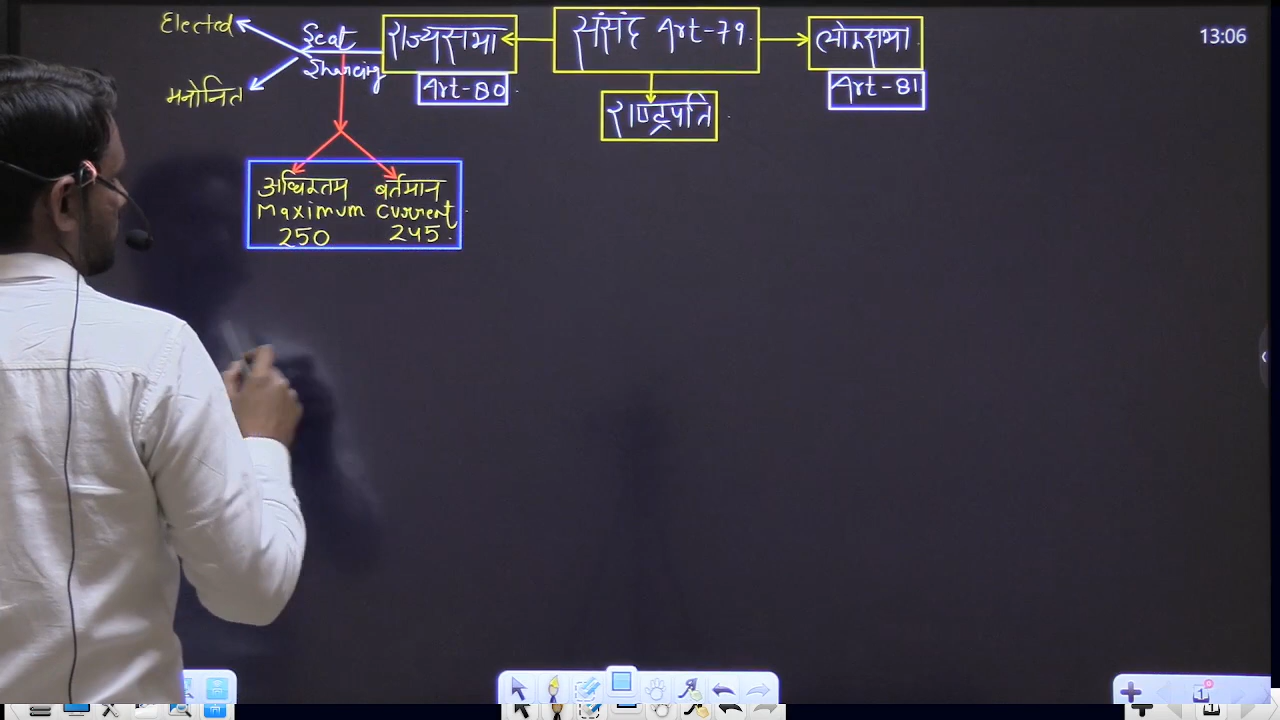 Elected
मनोनित
Seat
Sharing
राज्यसभा
Art-80
संसंद Art-79.
राष्ट्रपति
लोकसभा
Art-81
13:06
अधिकतम वर्तमान
Maximum Current
250 245.
1